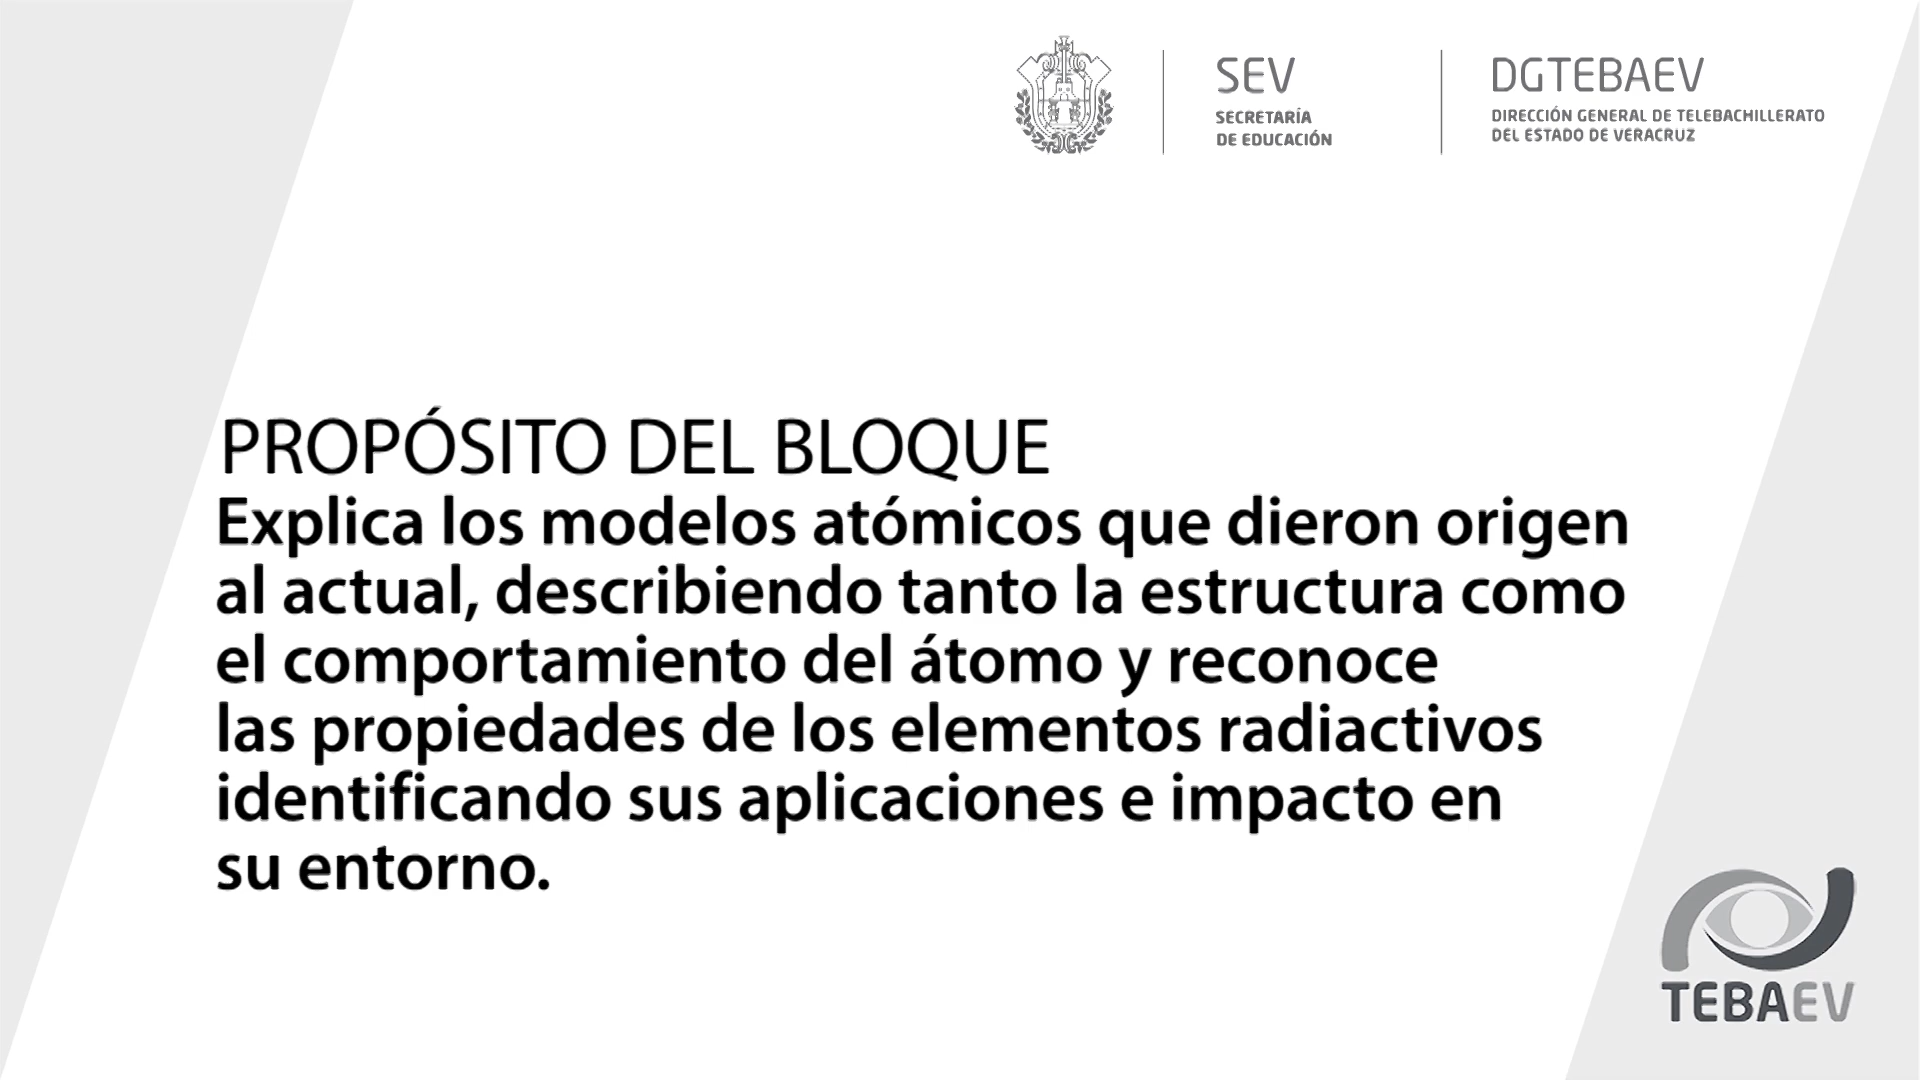 SEV
SECRETARÍA
DE EDUCACIÓN
DGTEBAEV
DIRECCIÓN GENERAL DE TELEBACHILLERATO
DEL ESTADO DE VERACRUZ
PROPÓSITO DEL BLOQUE
Explica los modelos atómicos que dieron origen
al actual, describiendo tanto la estructura como
el comportamiento del átomo y reconoce
las propiedades de los elementos radiactivos
identificando sus aplicaciones e impacto en
su entorno.
TEBAEV